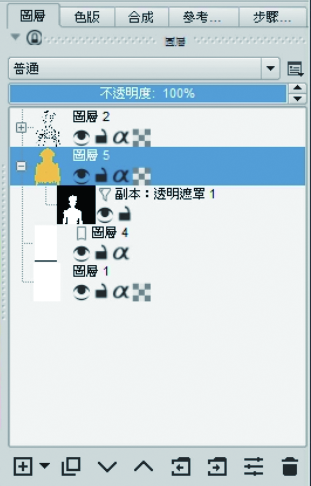 圖層 色版 合成 參考... 步驟...
圖層
普通
不透明度: 100%
圖層 2
圖層 5
副本：透明遮罩 1
圖層 4
圖層 1